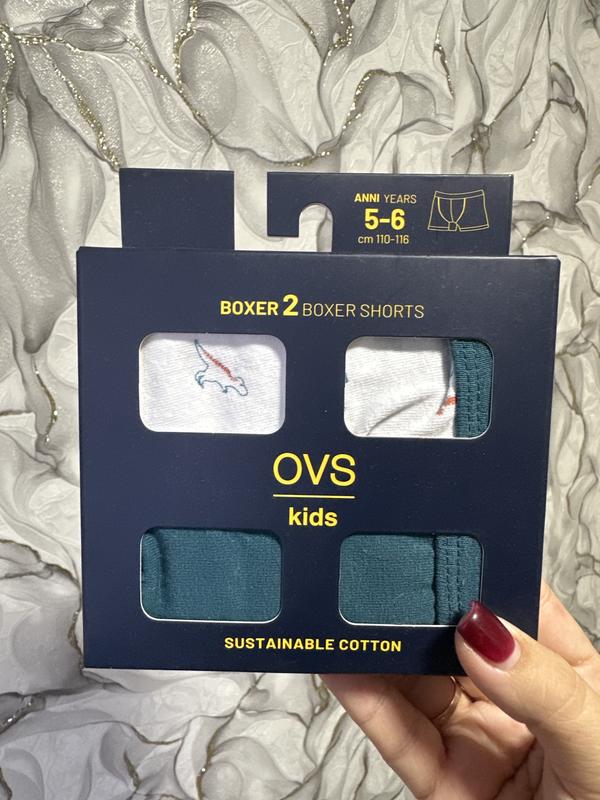 ANNI YEARS
5-6
cm 110-116
BOXER 2 BOXER SHORTS
OVS
kids
SUSTAINABLE COTTON